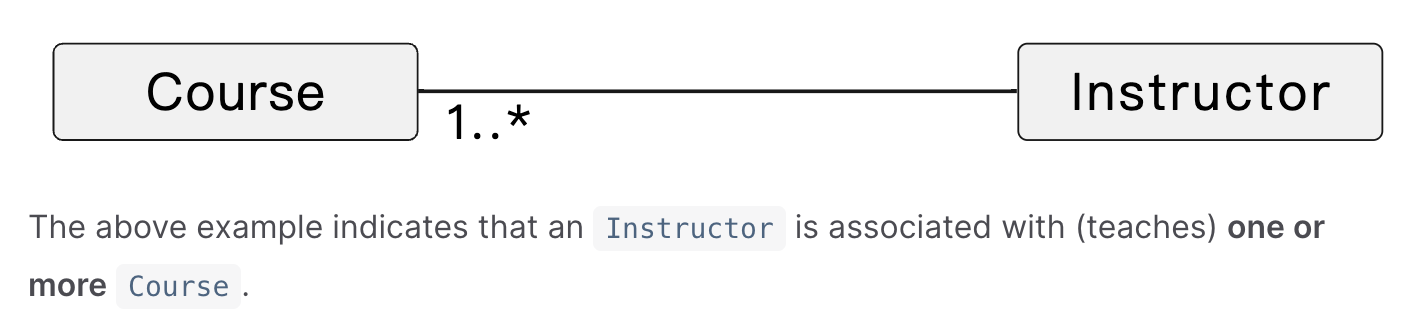 Course
Instructor
1..*
The above example indicates that an Instructor is associated with (teaches) one or
more Course.